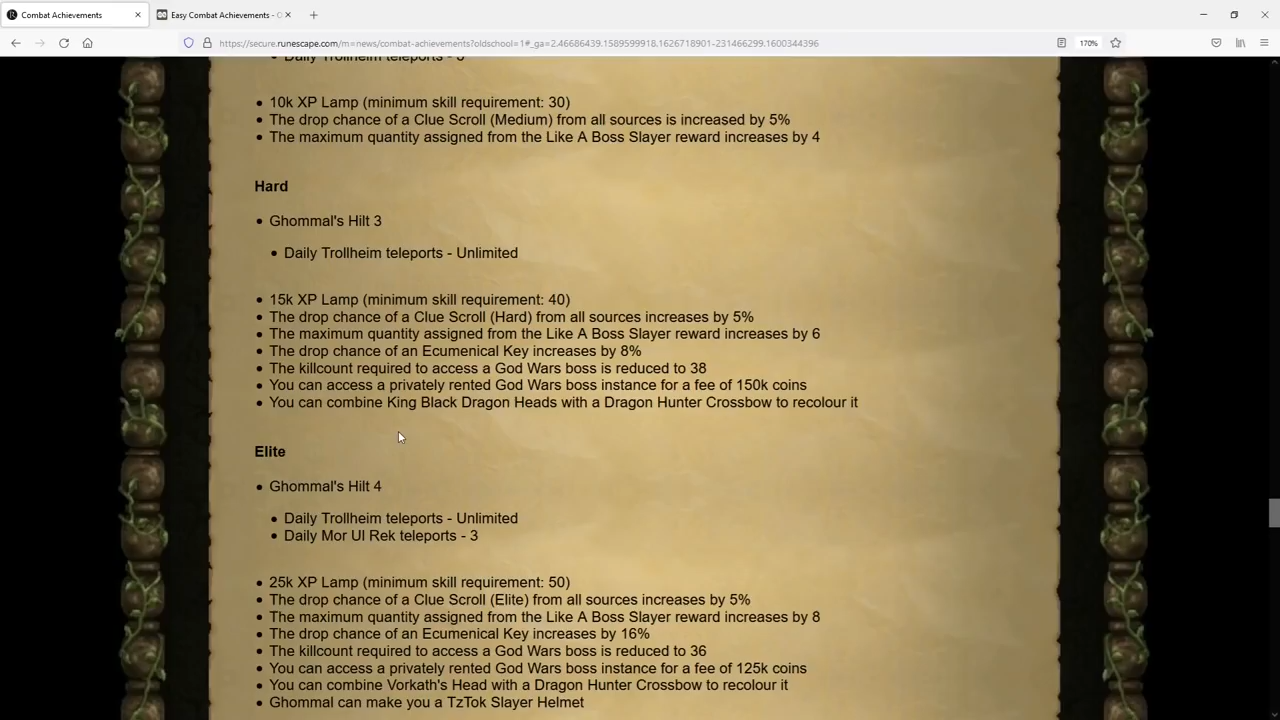 Combat Achievements
Easy Combat Achievements - O
https://secure.runescape.com/m=news/combat-achievements?oldschool=1#_ga=2.46686439.1589599918.1626718901-231466299.1600344396
170%
Daily Trollheim teleports -
10k XP Lamp (minimum skill requirement: 30)
The drop chance of a Clue Scroll (Medium) from all sources is increased by 5%
The maximum quantity assigned from the Like A Boss Slayer reward increases by 4
Hard
Ghommal's Hilt 3
Daily Trollheim teleports - Unlimited
15k XP Lamp (minimum skill requirement: 40)
The drop chance of a Clue Scroll (Hard) from all sources increases by 5%
The maximum quantity assigned from the Like A Boss Slayer reward increases by 6
The drop chance of an Ecumenical Key increases by 8%
The killcount required to access a God Wars boss is reduced to 38
You can access a privately rented God Wars boss instance for a fee of 150k coins
You can combine King Black Dragon Heads with a Dragon Hunter Crossbow to recolour it
Elite
Ghommal's Hilt 4
Daily Trollheim teleports - Unlimited
Daily Mor Ul Rek teleports - 3
25k XP Lamp (minimum skill requirement: 50)
The drop chance of a Clue Scroll (Elite) from all sources increases by 5%
The maximum quantity assigned from the Like A Boss Slayer reward increases by 8
The drop chance of an Ecumenical Key increases by 16%
The killcount required to access a God Wars boss is reduced to 36
You can access a privately rented God Wars boss instance for a fee of 125k coins
You can combine Vorkath's Head with a Dragon Hunter Crossbow to recolour it
Ghommal can make you a TzTok Slayer Helmet